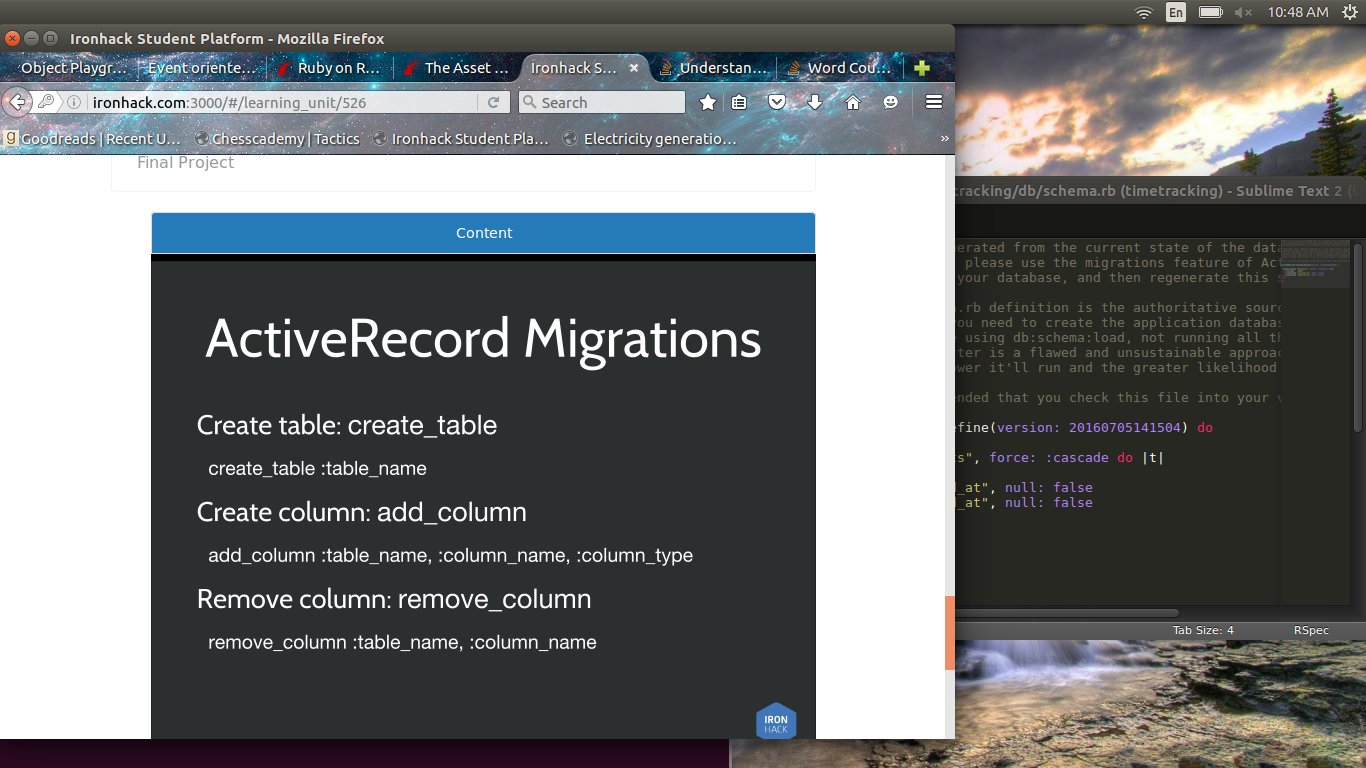 En
10:48 AM
Ironhack Student Platform - Mozilla Firefox
Object Playgr... Event oriente... Ruby on R... The Asset ... Ironhack S... Understan... Word Cou...
ironhack.com:3000/#/learning_unit/526
Search
Goodreads | Recent U... Chesscademy | Tactics Ironhack Student Pla... Electricity generatio... »
Final Project
Content
ActiveRecord Migrations
Create table: create_table
create_table :table_name
Create column: add_column
add_column :table_name, :column_name, :column_type
Remove column: remove_column
remove_column :table_name, :column_name
IRON
HACK
cracking/db/schema.rb (timetracking) - Sublime Text 2 (
erated from the current state of the data
please use the migrations feature of Act
your database, and then regenerate this s
.rb definition is the authoritative sourc
you need to create the application databas
using db:schema:load, not running all th
ter is a flawed and unsustainable approac
ower it'll run and the greater likelihood
ended that you check this file into your v
efine(version: 20160705141504) do
ts", force: :cascade do |t|
d_at", null: false
d_at", null: false
Tab Size: 4
RSpec